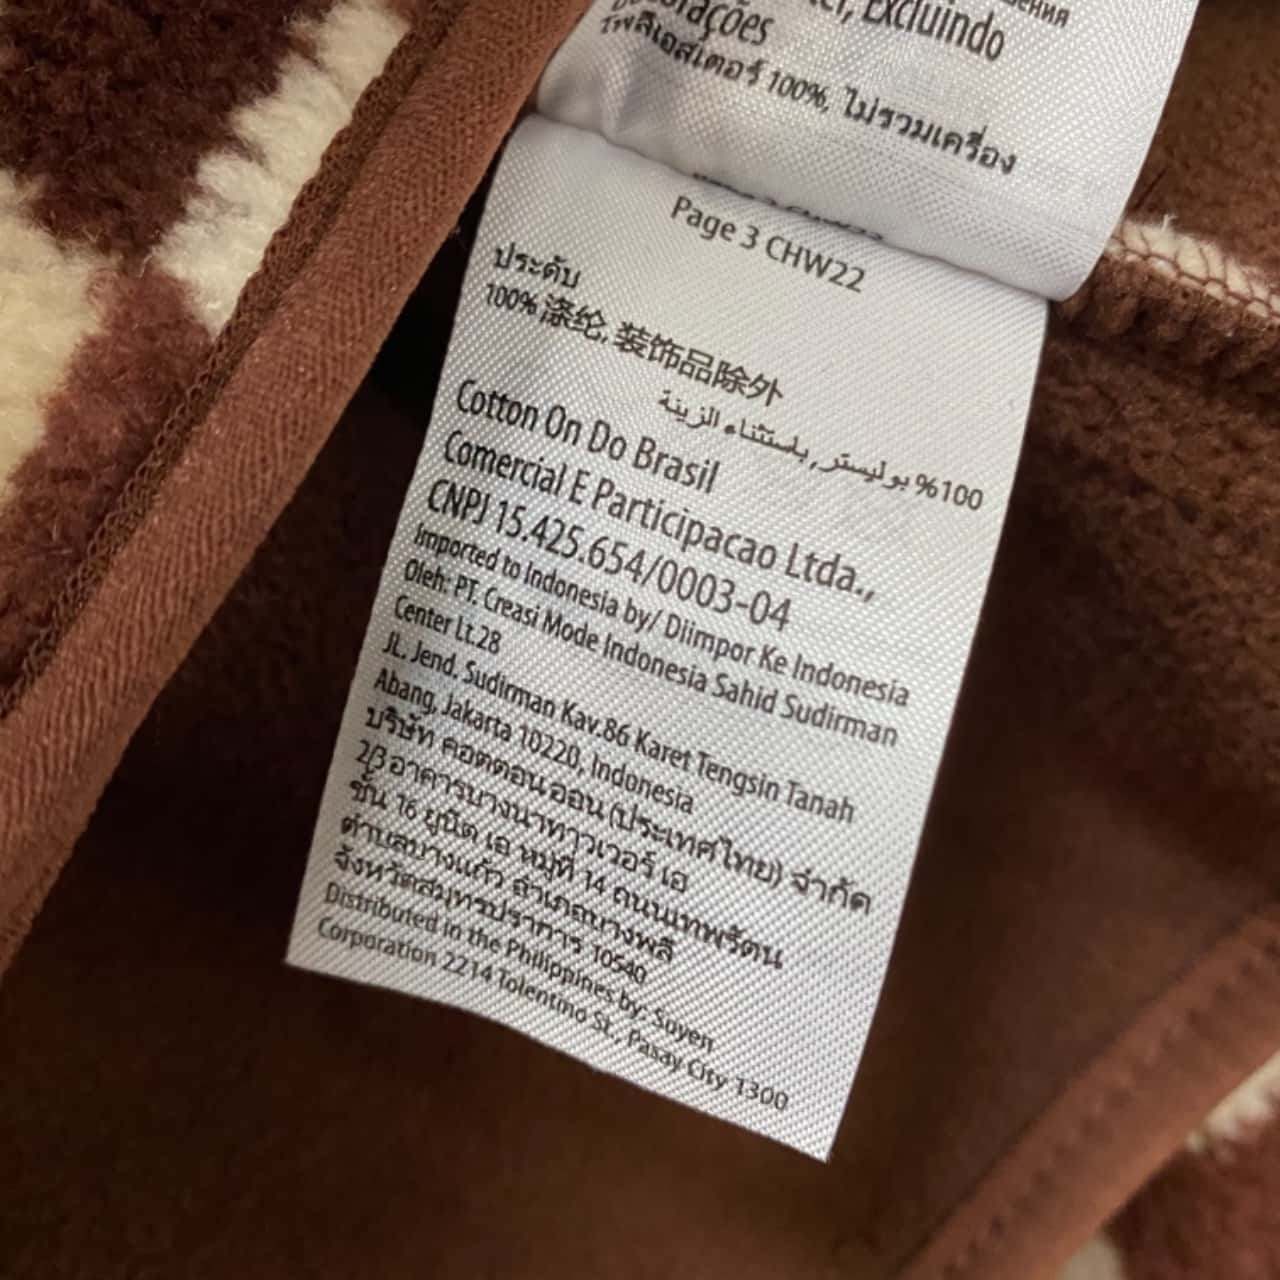 Excluindo
โพลีเอสเตอร์ 100%, ไม่รวมเครื่อง
Page 3 CHW22
ประดับ
100% 涤纶, 装饰品除外
100% بوليستر, باستثناء الزينة
Cotton On Do Brasil
Comercial E Participacao Ltda.,
CNPJ 15.425.654/0003-04
Imported to Indonesia by/ Diimpor Ke Indonesia
Oleh: PT. Creasi Mode Indonesia Sahid Sudirman
Center Lt.28
JL. Jend. Sudirman Kav.86 Karet Tengsin Tanah
Abang, Jakarta 10220, Indonesia
บริษัท คอตตอน ออน (ประเทศไทย) จำกัด
2/3 อาคารบางนาทาวเวอร์ เอ
ชั้น 16 ยูนิต เอ หมู่ที่ 14 ถนนเทพรัตน
ตำบลบางแก้ว อำเภอบางพลี
จังหวัดสมุทรปราการ 10540
Distributed in the Philippines by: Suyen
Corporation 2214 Tolentino St., Pasay City 1300